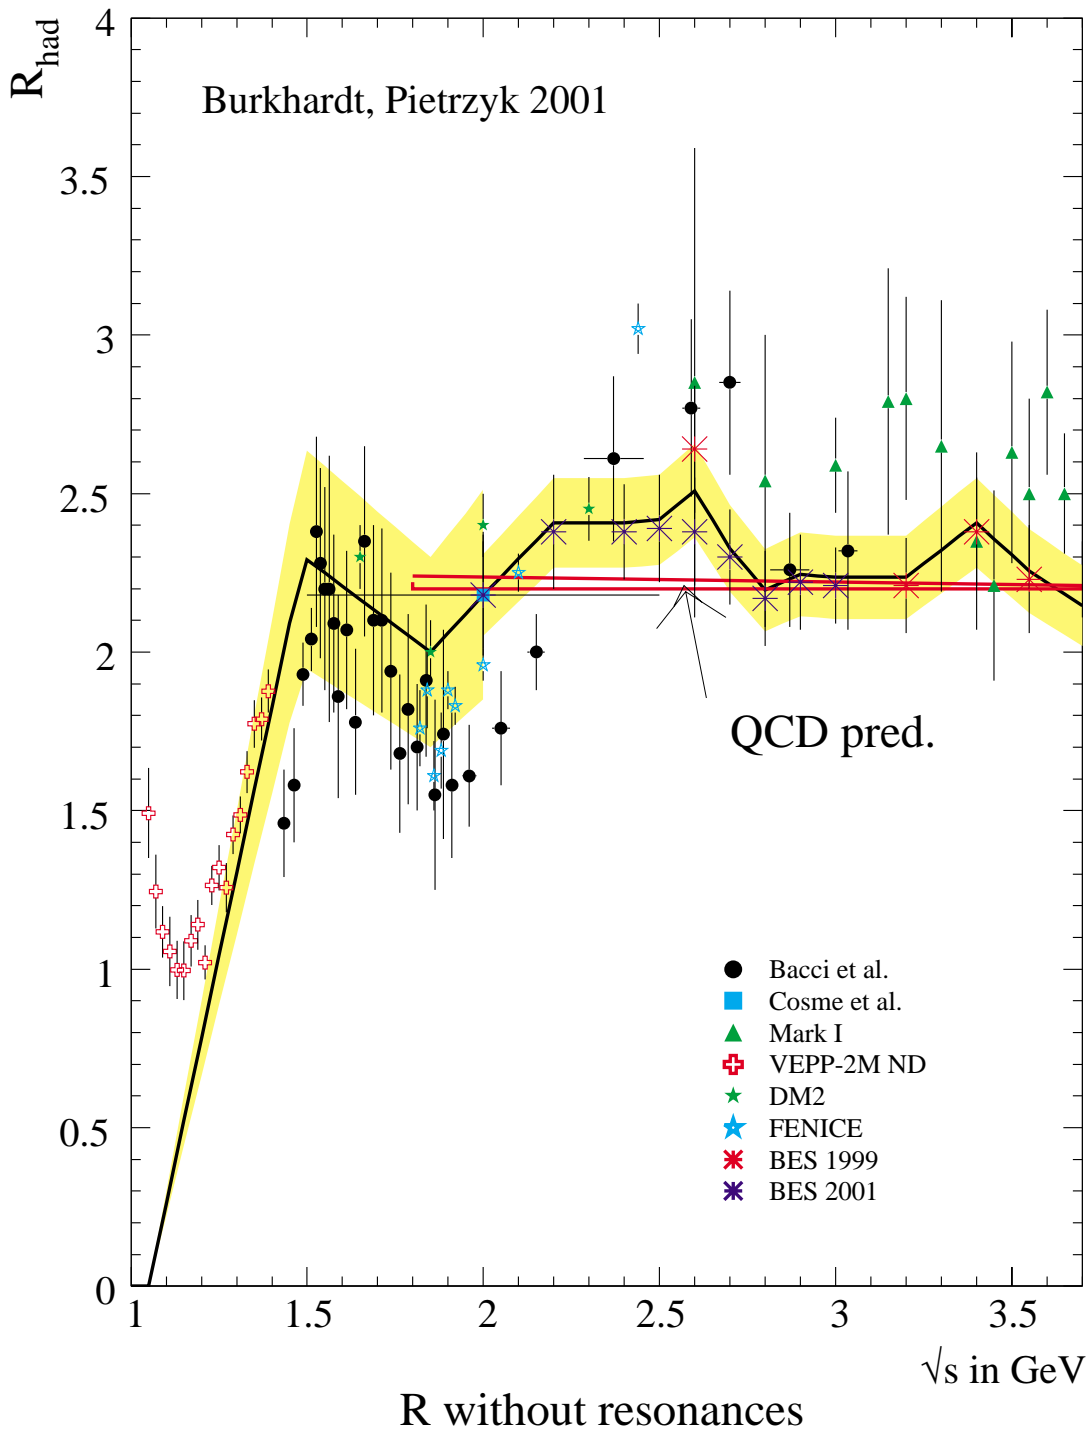 4
R_had
Burkhardt, Pietrzyk 2001
3.5
3
2.5
2
QCD pred.
1.5
1
Bacci et al.
Cosme et al.
Mark I
VEPP-2M ND
DM2
FENICE
BES 1999
BES 2001
0.5
0
1 1.5 2 2.5 3 3.5
√s in GeV
R without resonances